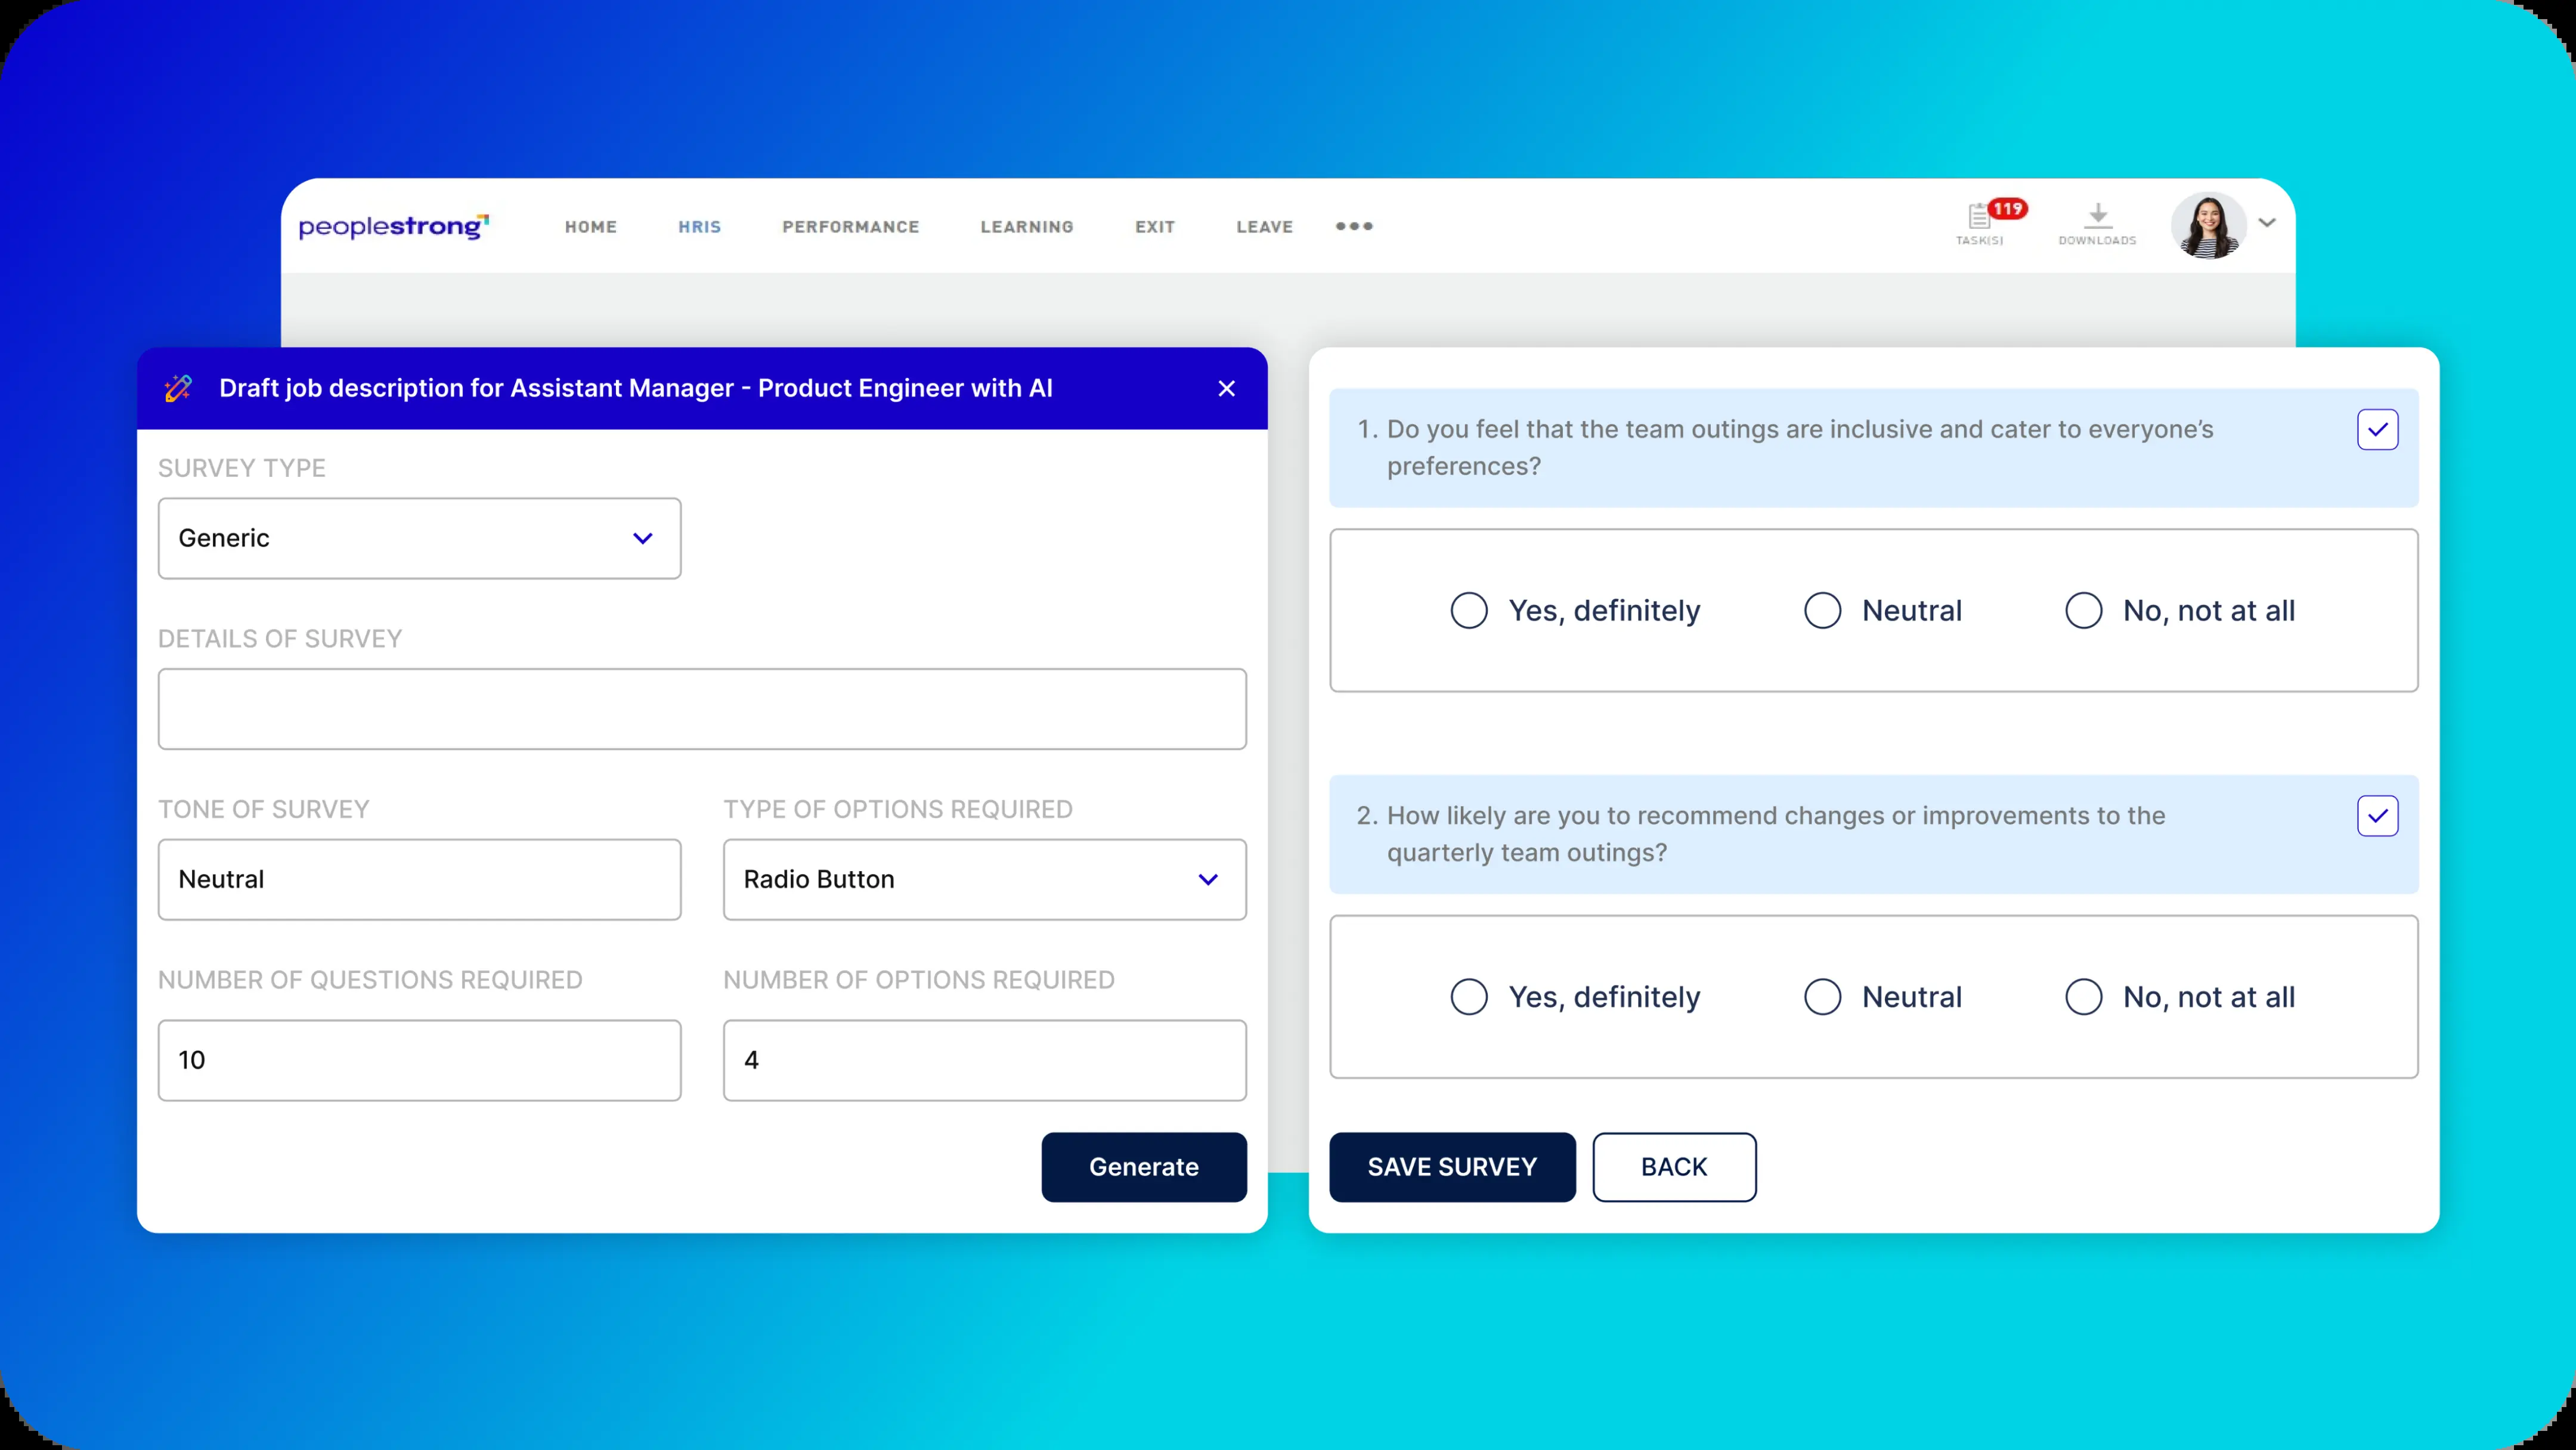 peoplestrong
HOME
HRIS
PERFORMANCE
LEARNING
EXIT
LEAVE
119
TASK(S)
DOWNLOADS
Draft job description for Assistant Manager - Product Engineer with AI
SURVEY TYPE
Generic
DETAILS OF SURVEY
TONE OF SURVEY
TYPE OF OPTIONS REQUIRED
Neutral
Radio Button
NUMBER OF QUESTIONS REQUIRED
NUMBER OF OPTIONS REQUIRED
10
4
Generate
1. Do you feel that the team outings are inclusive and cater to everyone’s
preferences?
Yes, definitely
Neutral
No, not at all
2. How likely are you to recommend changes or improvements to the
quarterly team outings?
Yes, definitely
Neutral
No, not at all
SAVE SURVEY
BACK